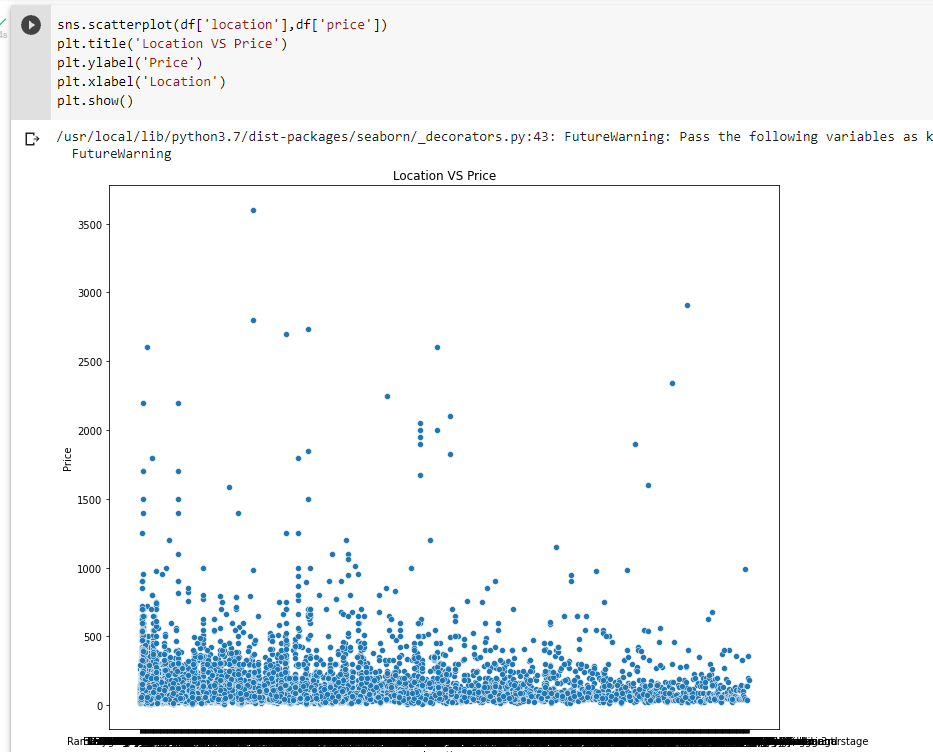 sns.scatterplot(df['location'],df['price'])
plt.title('Location VS Price')
plt.ylabel('Price')
plt.xlabel('Location')
plt.show()
/usr/local/lib/python3.7/dist-packages/seaborn/_decorators.py:43: FutureWarning: Pass the following variables as k
FutureWarning
Location VS Price
3500
3000
2500
2000
1500
1000
500
0
Price